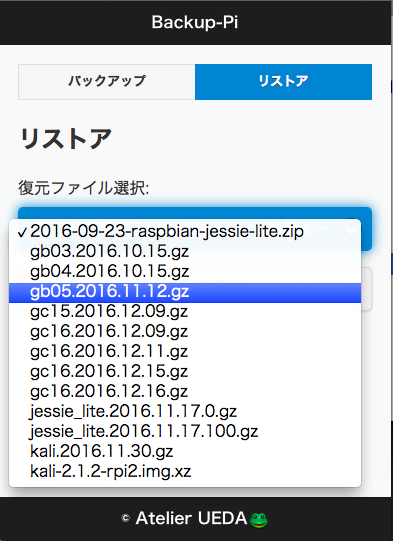 Backup-Pi
バックアップ
リストア
リストア
復元ファイル選択:
✓2016-09-23-raspbian-jessie-lite.zip
gb03.2016.10.15.gz
gb04.2016.10.15.gz
gb05.2016.11.12.gz
gc15.2016.12.09.gz
gc16.2016.12.09.gz
gc16.2016.12.11.gz
gc16.2016.12.15.gz
gc16.2016.12.16.gz
jessie_lite.2016.11.17.0.gz
jessie_lite.2016.11.17.100.gz
kali.2016.11.30.gz
kali-2.1.2-rpi2.img.xz
© Atelier UEDA🐸